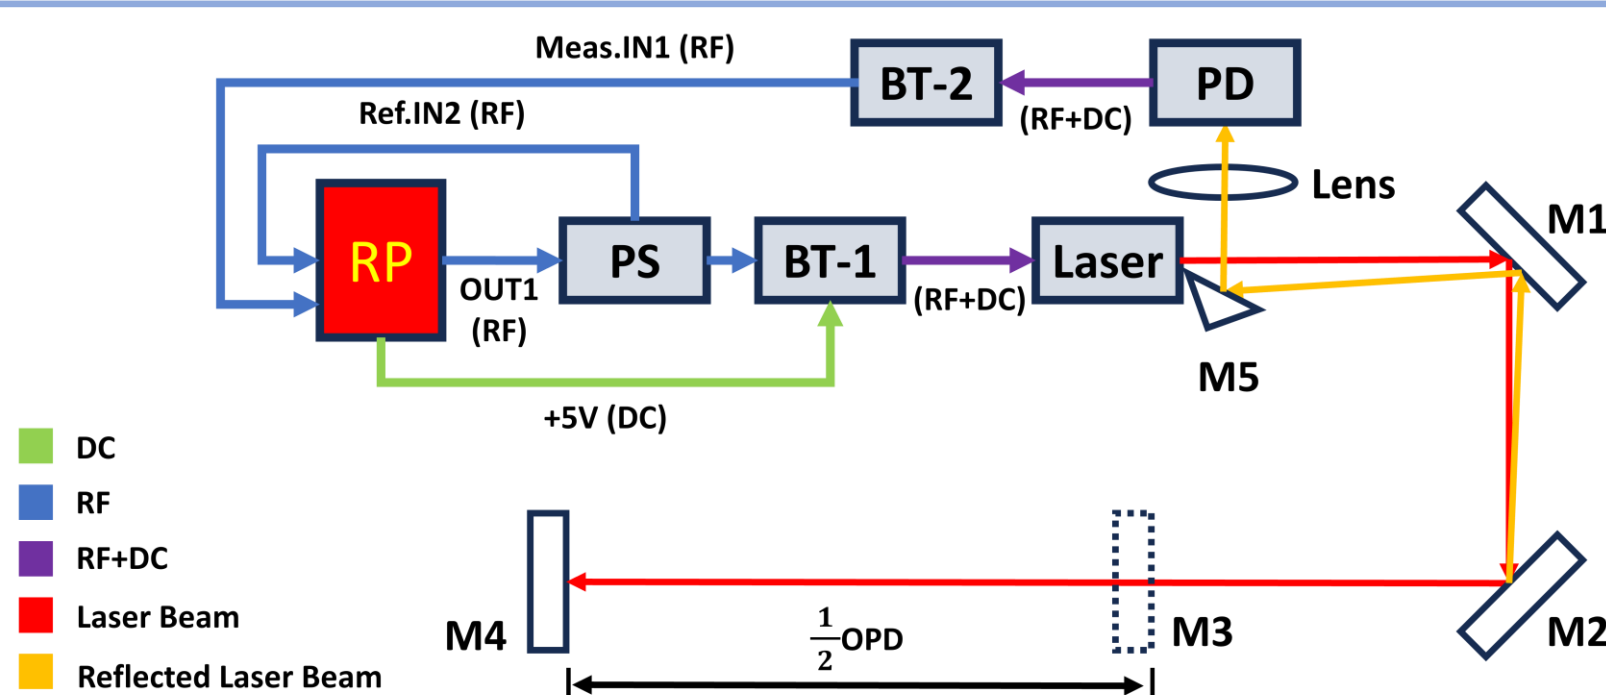 Meas.IN1 (RF)
BT-2
PD
(RF+DC)
Ref.IN2 (RF)
Lens
M1
RP
OUT1
(RF)
PS
BT-1
(RF+DC)
Laser
M5
+5V (DC)
DC
RF
RF+DC
Laser Beam
Reflected Laser Beam
M4
1/2 OPD
M3
M2